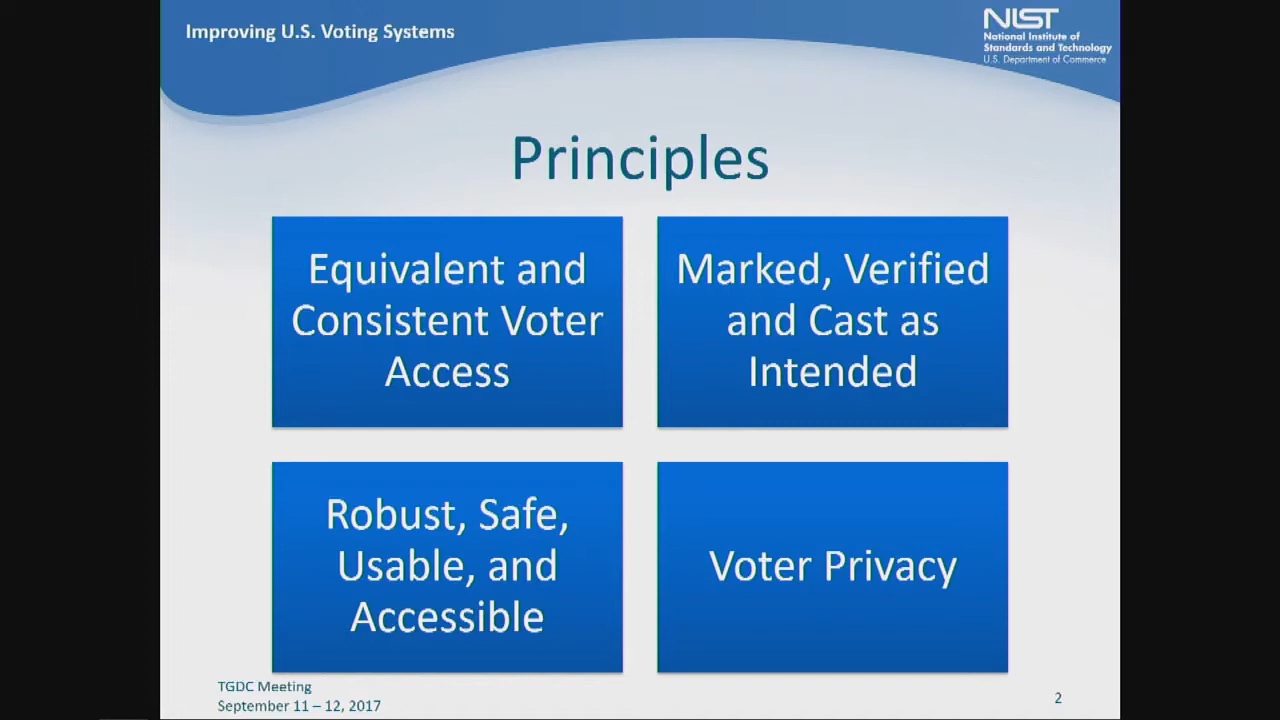 Improving U.S. Voting Systems
NIST
National Institute of
Standards and Technology
U.S. Department of Commerce
Principles
Equivalent and
Consistent Voter
Access
Marked, Verified
and Cast as
Intended
Robust, Safe,
Usable, and
Accessible
Voter Privacy
TGDC Meeting
September 11 – 12, 2017
2